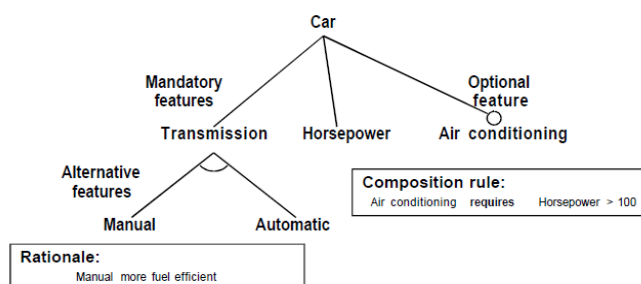 Car
Mandatory
features
Optional
feature
Transmission
Horsepower
Air conditioning
Alternative
features
Composition rule:
Air conditioning requires Horsepower > 100
Manual
Automatic
Rationale:
Manual more fuel efficient